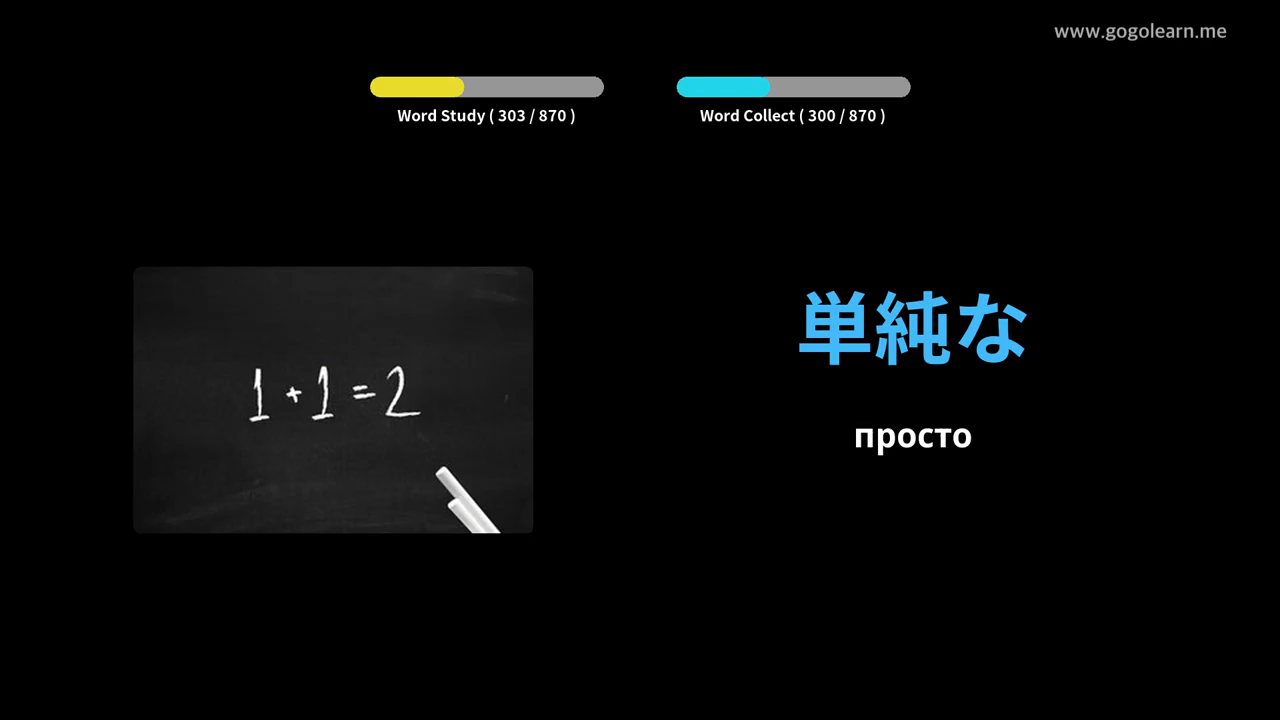 www.gogolearn.me
Word Study ( 303 / 870 )
Word Collect ( 300 / 870 )
1 + 1 = 2
単純な
просто